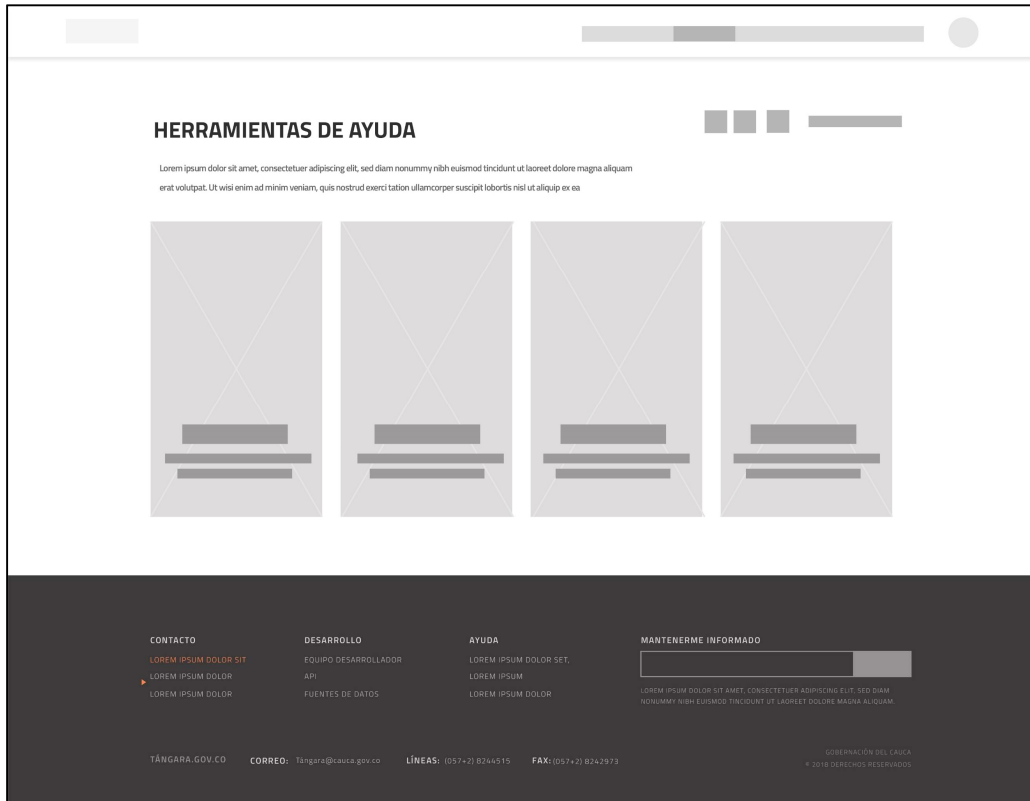 HERRAMIENTAS DE AYUDA
Lorem ipsum dolor sit amet, consectetuer adipiscing elit, sed diam nonummy nibh euismod tincidunt ut laoreet dolore magna aliquam
erat volutpat. Ut wisi enim ad minim veniam, quis nostrud exerci tation ullamcorper suscipit lobortis nisl ut aliquip ex ea
CONTACTO
LOREM IPSUM DOLOR SIT
LOREM IPSUM DOLOR
LOREM IPSUM DOLOR
DESARROLLO
EQUIPO DESARROLLADOR
API
FUENTES DE DATOS
AYUDA
LOREM IPSUM DOLOR SET,
LOREM IPSUM
LOREM IPSUM DOLOR
MANTENERME INFORMADO
LOREM IPSUM DOLOR SIT AMET, CONSECTETUER ADIPISCING ELIT, SED DIAM
NONUMMY NIBH EUISMOD TINCIDUNT UT LAOREET DOLORE MAGNA ALIQUAM.
TÁNGARA.GOV.CO CORREO: Tángara@cauca.gov.co LÍNEAS: (057+2) 8244515 FAX: (057+2) 8242973
GOBERNACIÓN DEL CAUCA
® 2018 DERECHOS RESERVADOS